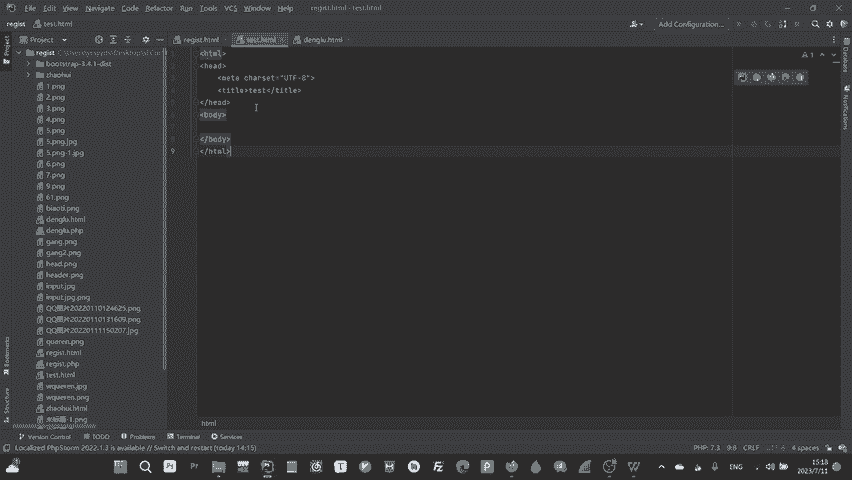 File Edit View Navigate Code Refactor Run Tools VCS Window Help regist.html - test.html
regist test.html Add Configuration...
Project
regist.html test.html denglu.html
regist
bootstrap-3.4.1-dist
zhaohui
1.png
2.png
3.png
4.png
5.png
5.png.jpg
5.png-1.jpg
6.png
7.png
9.png
61.png
biaoti.png
denglu.html
denglu.php
gang.png
gang2.png
head.png
header.png
input.jpg
input.jpg.png
QQ图片20220110124625.png
QQ图片20220110131609.png
QQ图片20220111150207.jpg
queren.png
regist.html
regist.php
test.html
wqueren.jpg
wqueren.png
zhaohui.html
<html>
<head>
<meta charset="UTF-8">
<title>test</title>
</head>
<body>
</body>
9 </html>
1
Project
Bookmarks
Structure
Database
Notifications
html
Version Control TODO Problems Terminal Services
Localized PhpStorm 2022.1.3 is available // Switch and restart (today 14:15) PHP: 7.3 9:8 CRLF 4 spaces
ENG 15:18
2023/7/11